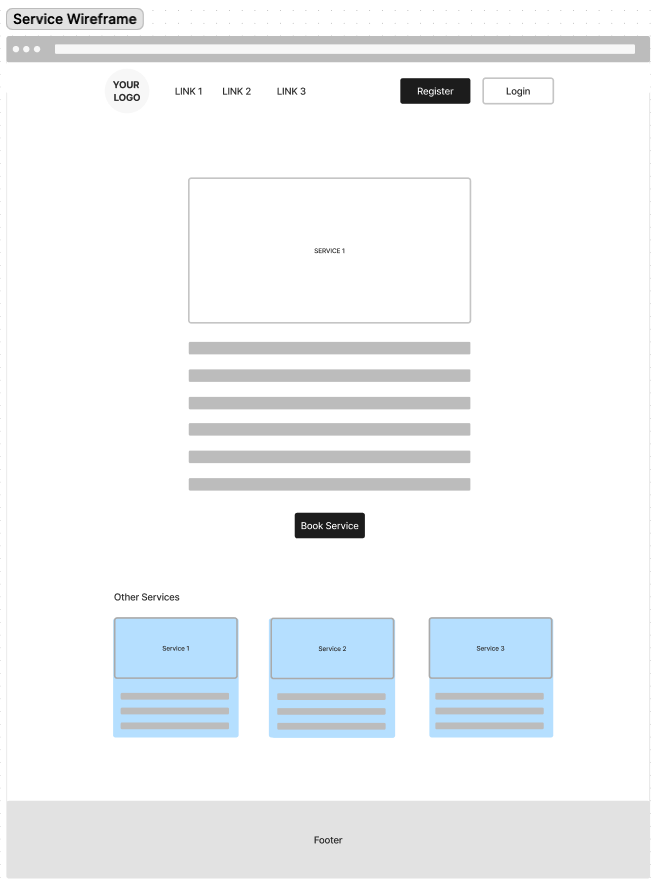 Service Wireframe
YOUR
LOGO
LINK 1
LINK 2
LINK 3
Register
Login
SERVICE 1
Book Service
Other Services
Service 1
Service 2
Service 3
Footer